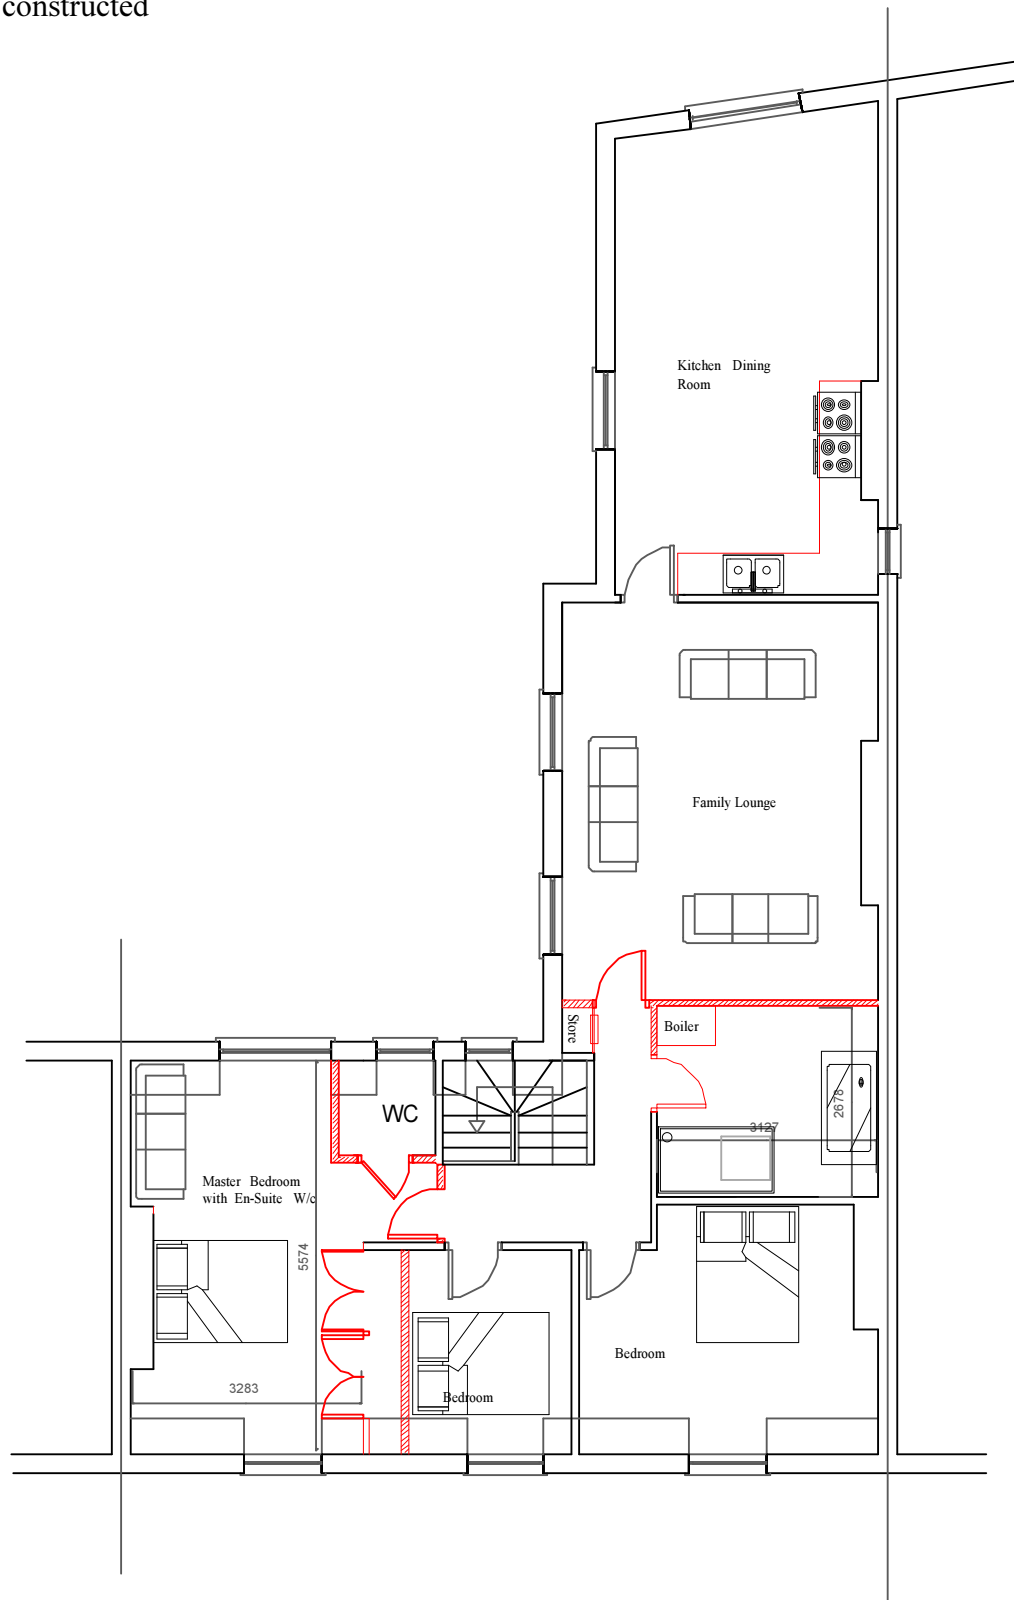 constructed
Kitchen Dining
Room
Family Lounge
Store
Boiler
WC
2678
3127
Master Bedroom
with En-Suite W/c
5574
Bedroom
3283
Bedroom